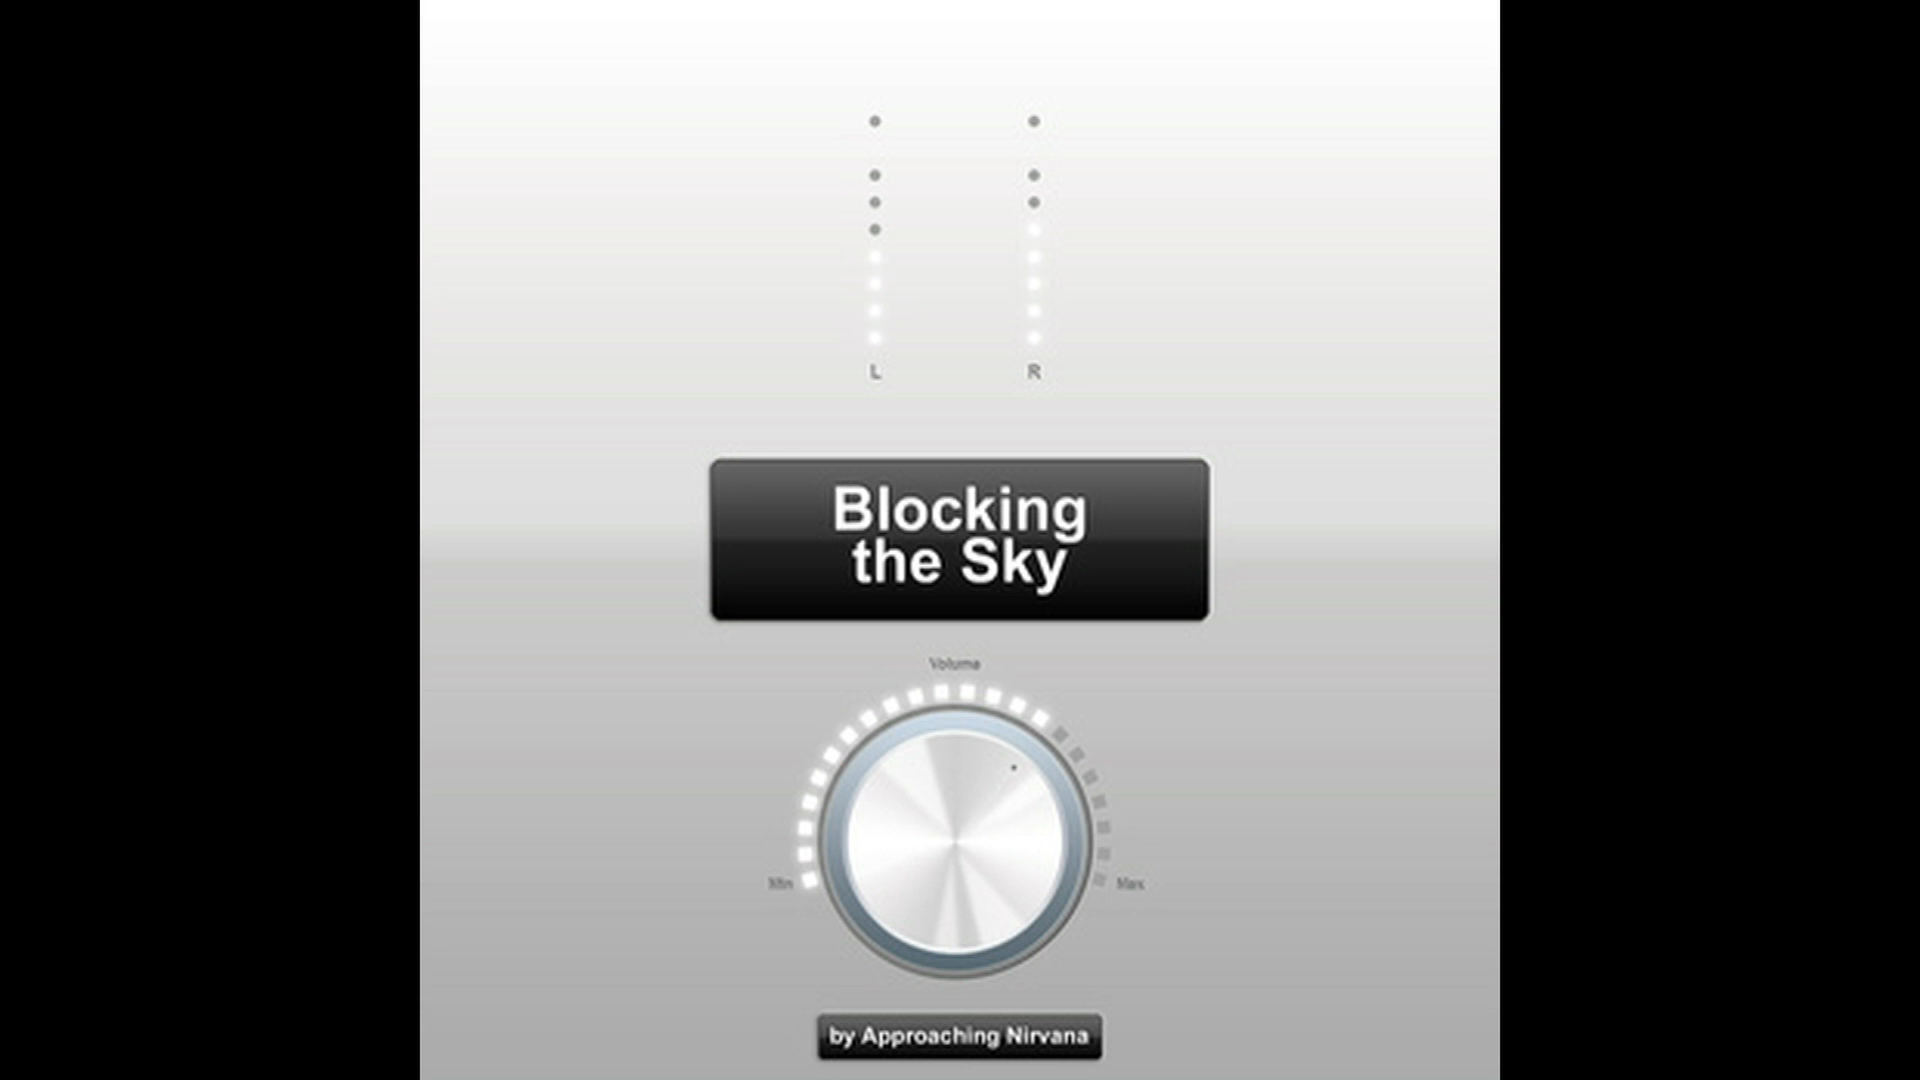 L R
Blocking
the Sky
Volume
Min Max
by Approaching Nirvana